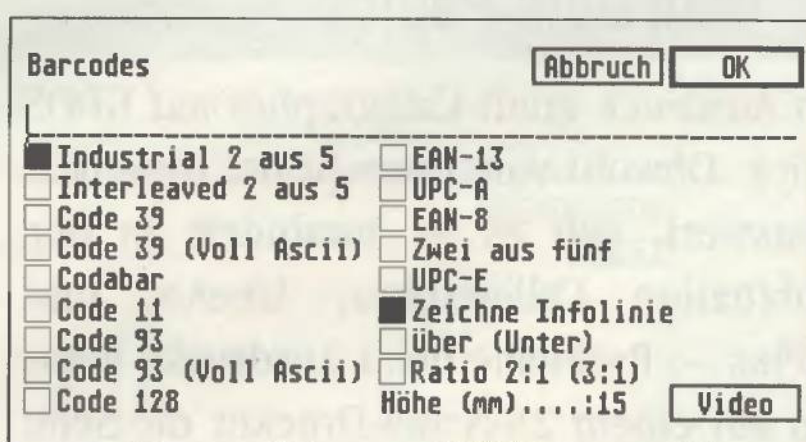 Barcodes
Abbruch
OK
Industrial 2 aus 5
Interleaved 2 aus 5
Code 39
Code 39 (Voll Ascii)
Codabar
Code 11
Code 93
Code 93 (Voll Ascii)
Code 128
EAN-13
UPC-A
EAN-8
Zwei aus fünf
UPC-E
Zeichne Infolinie
über (Unter)
Ratio 2:1 (3:1)
Höhe (mm)....:15
Video